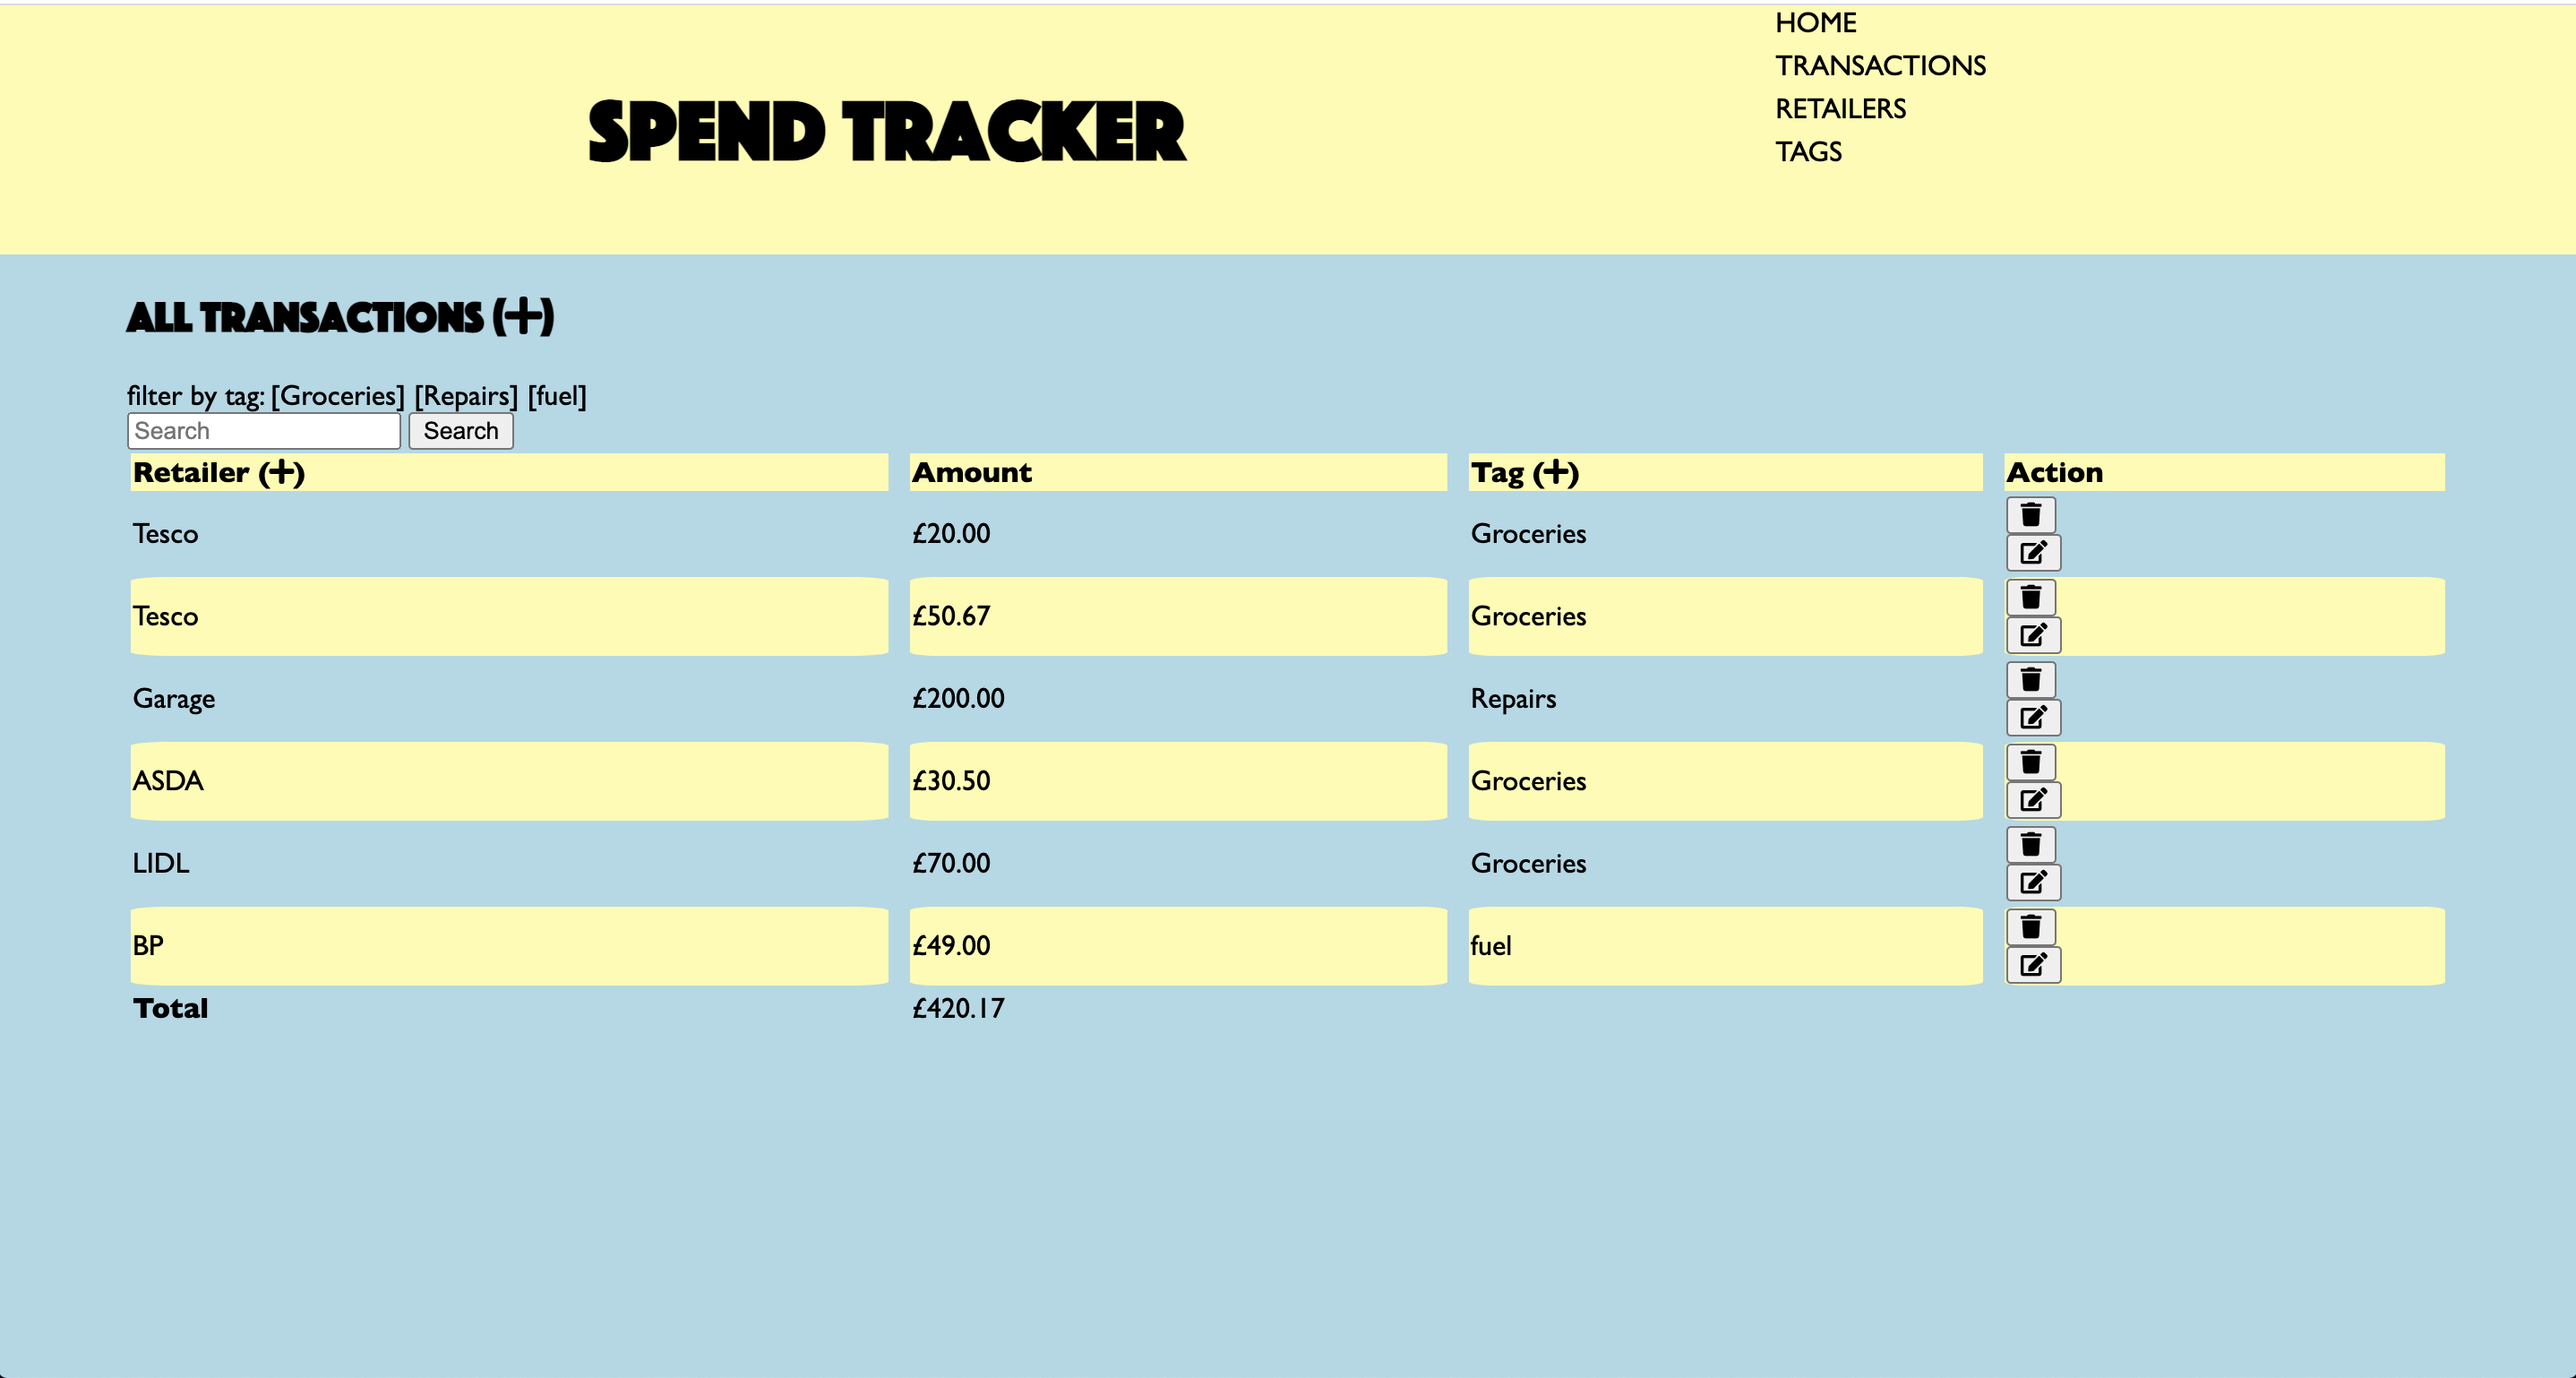 HOME
TRANSACTIONS
RETAILERS
TAGS
SPEND TRACKER
ALL TRANSACTIONS (+)
filter by tag: [Groceries] [Repairs] [fuel]
Search Search
Retailer (+) Amount Tag (+) Action
Tesco £20.00 Groceries
Tesco £50.67 Groceries
Garage £200.00 Repairs
ASDA £30.50 Groceries
LIDL £70.00 Groceries
BP £49.00 fuel
Total £420.17